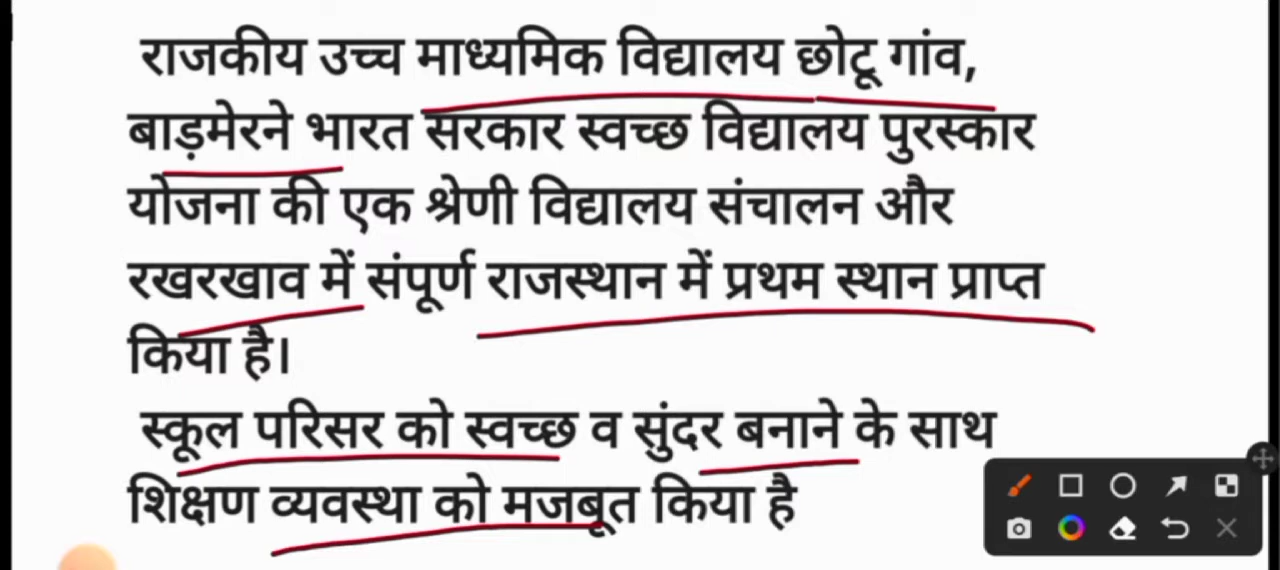 राजकीय उच्च माध्यमिक विद्यालय छोटू गांव,
बाड़मेरने भारत सरकार स्वच्छ विद्यालय पुरस्कार
योजना की एक श्रेणी विद्यालय संचालन और
रखरखाव में संपूर्ण राजस्थान में प्रथम स्थान प्राप्त
किया है।
स्कूल परिसर को स्वच्छ व सुंदर बनाने के साथ
शिक्षण व्यवस्था को मजबूत किया है